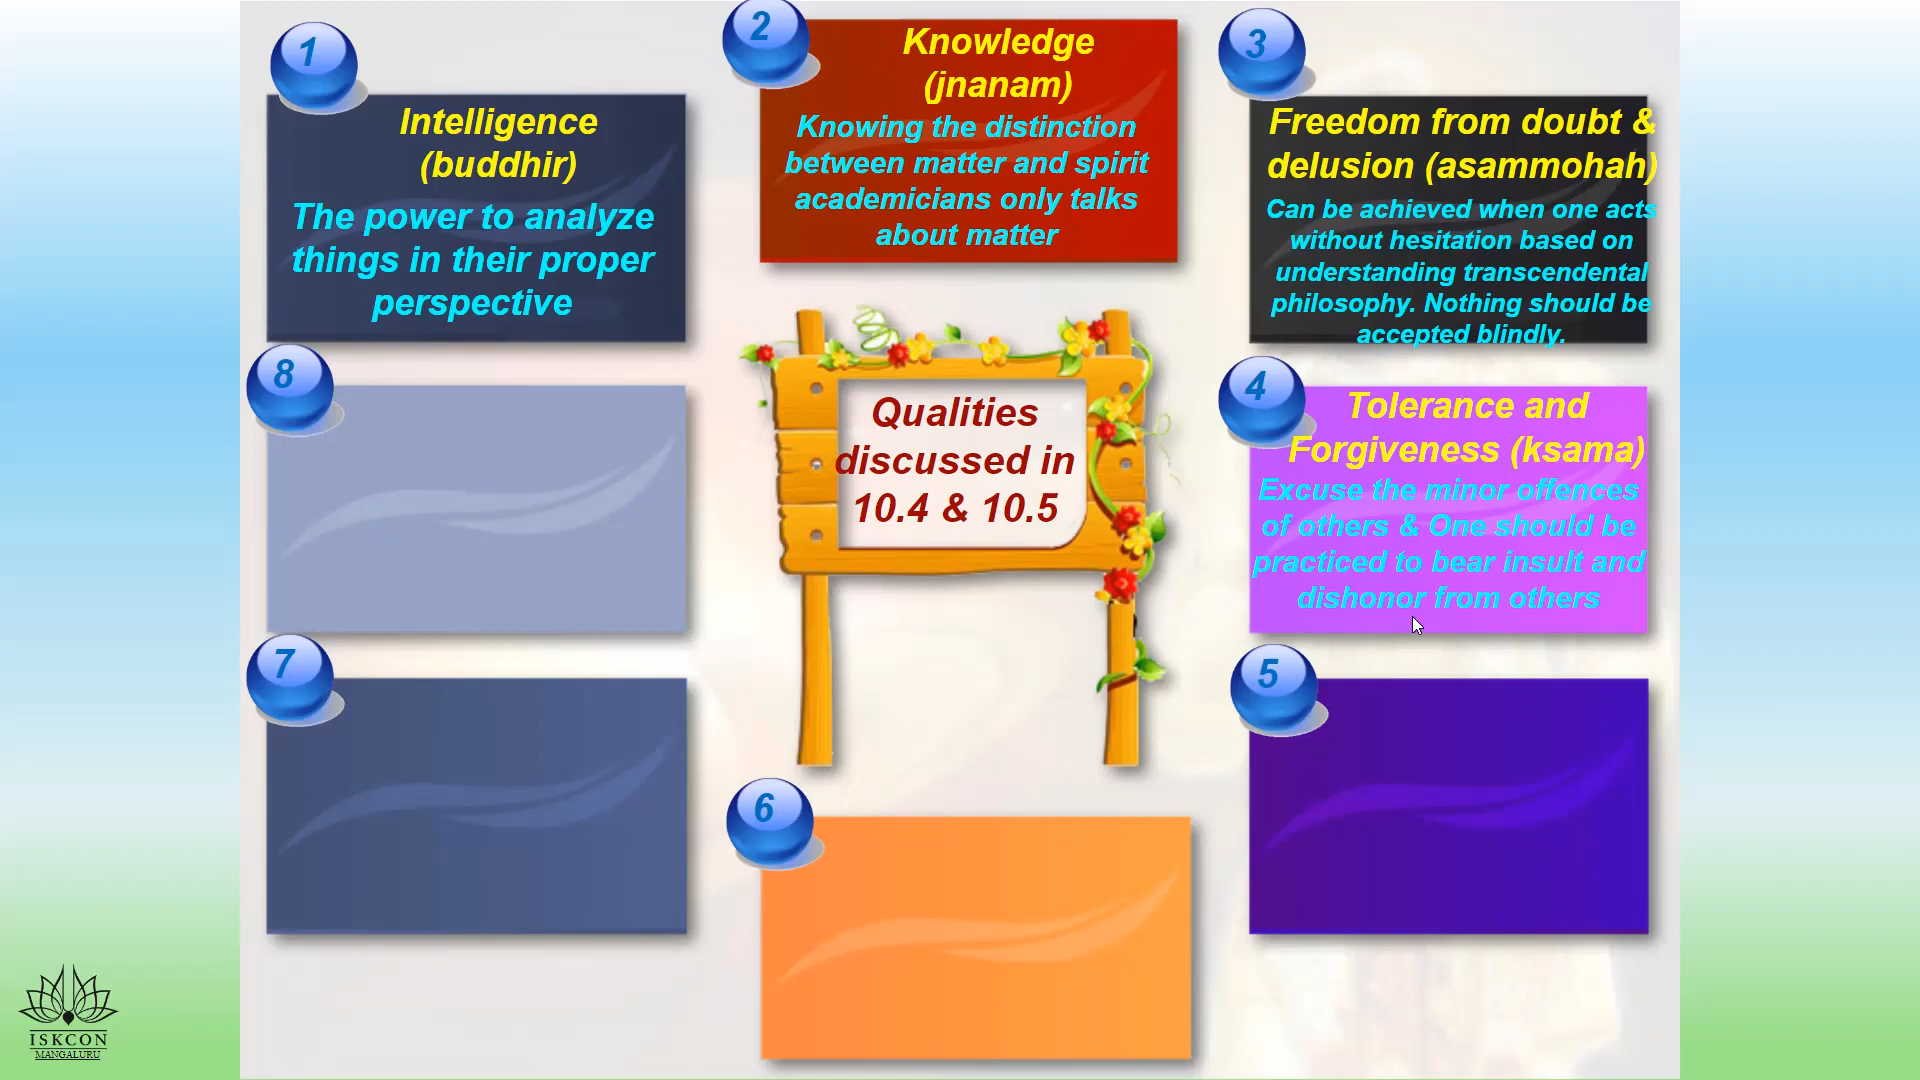 1
Intelligence
(buddhir)
The power to analyze
things in their proper
perspective
2
Knowledge
(jnanam)
Knowing the distinction
between matter and spirit
academicians only talks
about matter
3
Freedom from doubt &
delusion (asammohah)
Can be achieved when one acts
without hesitation based on
understanding transcendental
philosophy. Nothing should be
accepted blindly.
8
Qualities
discussed in
10.4 & 10.5
4
Tolerance and
Forgiveness (ksama)
Excuse the minor offences
of others & One should be
practiced to bear insult and
dishonor from others
7
5
6
ISKCON
MANGALURU